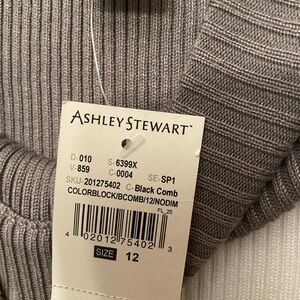 ASHLEY STEWART™
D-010 S-6399X
V-859 C-0004 SE-SP1
SKU-201275402 C-Black Comb
COLORBLOCK/BCOMB/12/NODIM
FL_25
4 02012 75402 3
SIZE 12